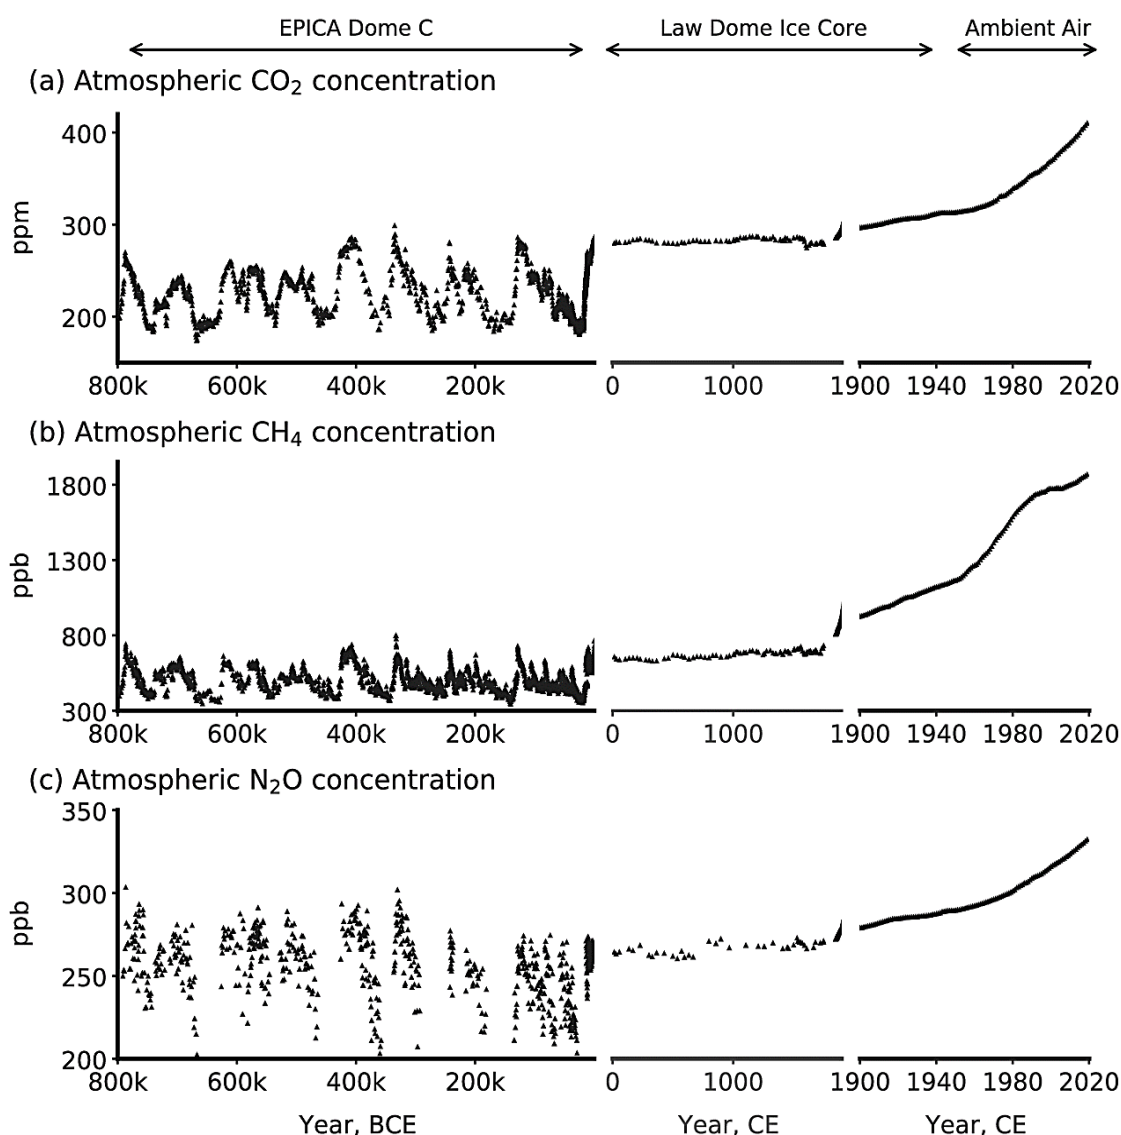 EPICA Dome C Law Dome Ice Core Ambient Air
(a) Atmospheric CO₂ concentration
400
300
200
ppm
800k 600k 400k 200k 0 1000 1900 1940 1980 2020
(b) Atmospheric CH₄ concentration
1800
1300
800
300
ppb
800k 600k 400k 200k 0 1000 1900 1940 1980 2020
(c) Atmospheric N₂O concentration
350
300
250
200
ppb
800k 600k 400k 200k 0 1000 1900 1940 1980 2020
Year, BCE Year, CE Year, CE